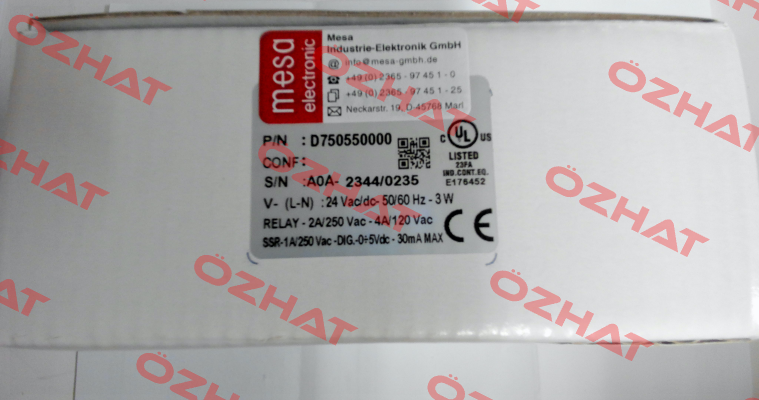 mesa
electronic
Mesa
Industrie-Elektronik GmbH
@ info@mesa-gmbh.de
+49 (0) 2365 - 97 45 1 - 0
+49 (0) 2365 - 97 45 1 - 25
Neckarstr. 19, D-45768 Marl
P/N : D750550000
CONF :
S/N : A0A- 2344/0235
V~ (L-N) : 24 Vac/dc- 50/60 Hz - 3 W
RELAY - 2A/250 Vac - 4A/120 Vac
SSR-1A/250 Vac -DIG.-0÷5Vdc - 30mA MAX
C UL US
LISTED
23PA
IND.CONT.EQ.
E176452
CE
ÖZHAT
ÖZHAT
ÖZHAT
ÖZHAT
ÖZHAT
ÖZHAT
ÖZHAT
ÖZHAT
ÖZHAT
ÖZHAT